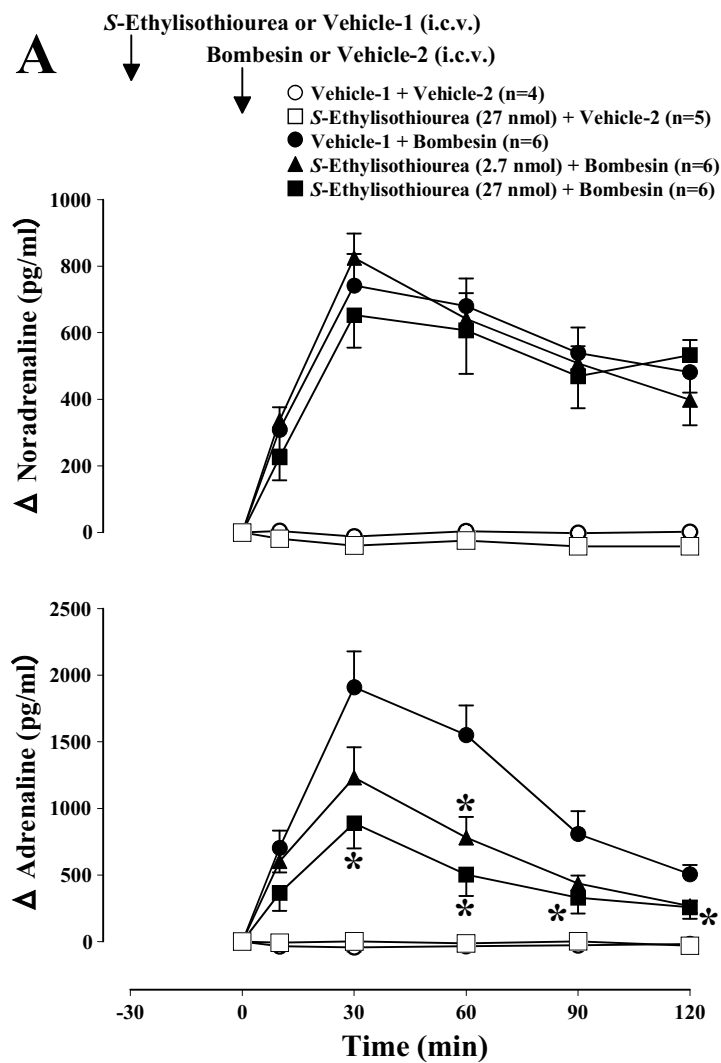 A
S-Ethylisothiourea or Vehicle-1 (i.c.v.)
Bombesin or Vehicle-2 (i.c.v.)
Vehicle-1 + Vehicle-2 (n=4)
S-Ethylisothiourea (27 nmol) + Vehicle-2 (n=5)
Vehicle-1 + Bombesin (n=6)
S-Ethylisothiourea (2.7 nmol) + Bombesin (n=6)
S-Ethylisothiourea (27 nmol) + Bombesin (n=6)
Δ Noradrenaline (pg/ml)
1000
800
600
400
200
0
Δ Adrenaline (pg/ml)
2500
2000
1500
1000
500
0
*
*
*
*
*
-30 0 30 60 90 120
Time (min)